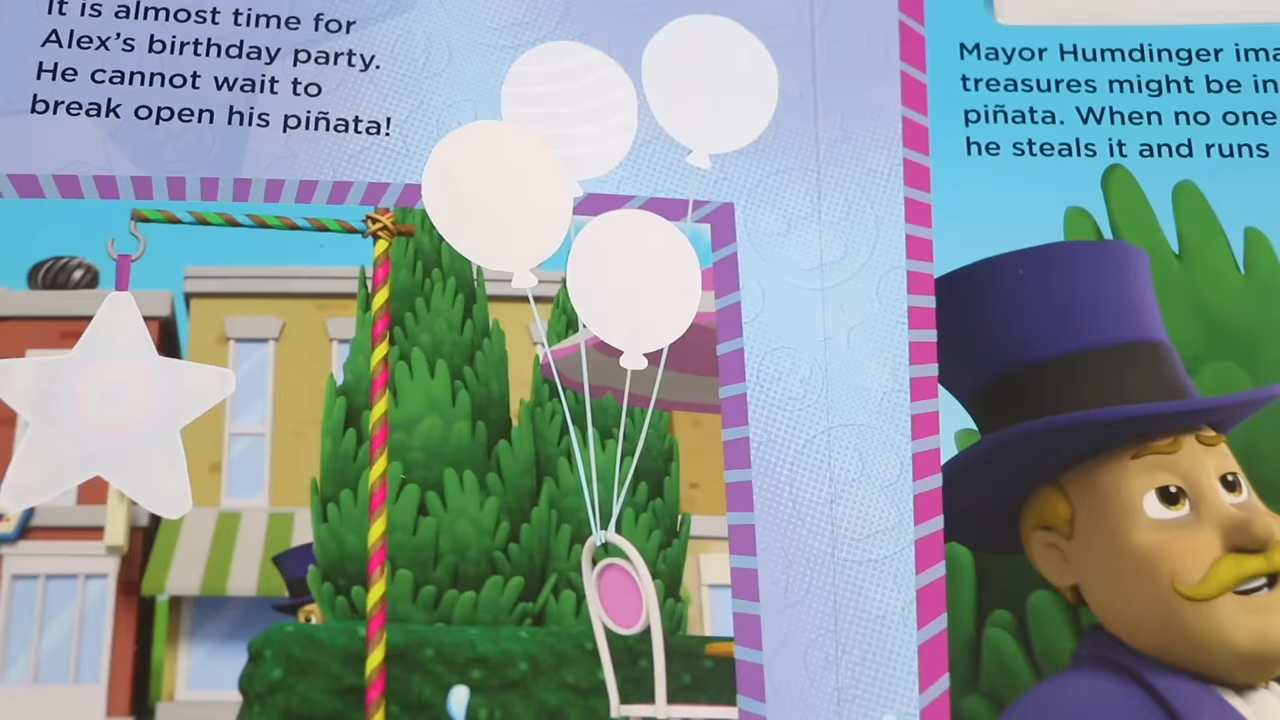 It is almost time for
Alex's birthday party.
He cannot wait to
break open his piñata!
Mayor Humdinger
treasures might be in
piñata. When no one
he steals it and runs